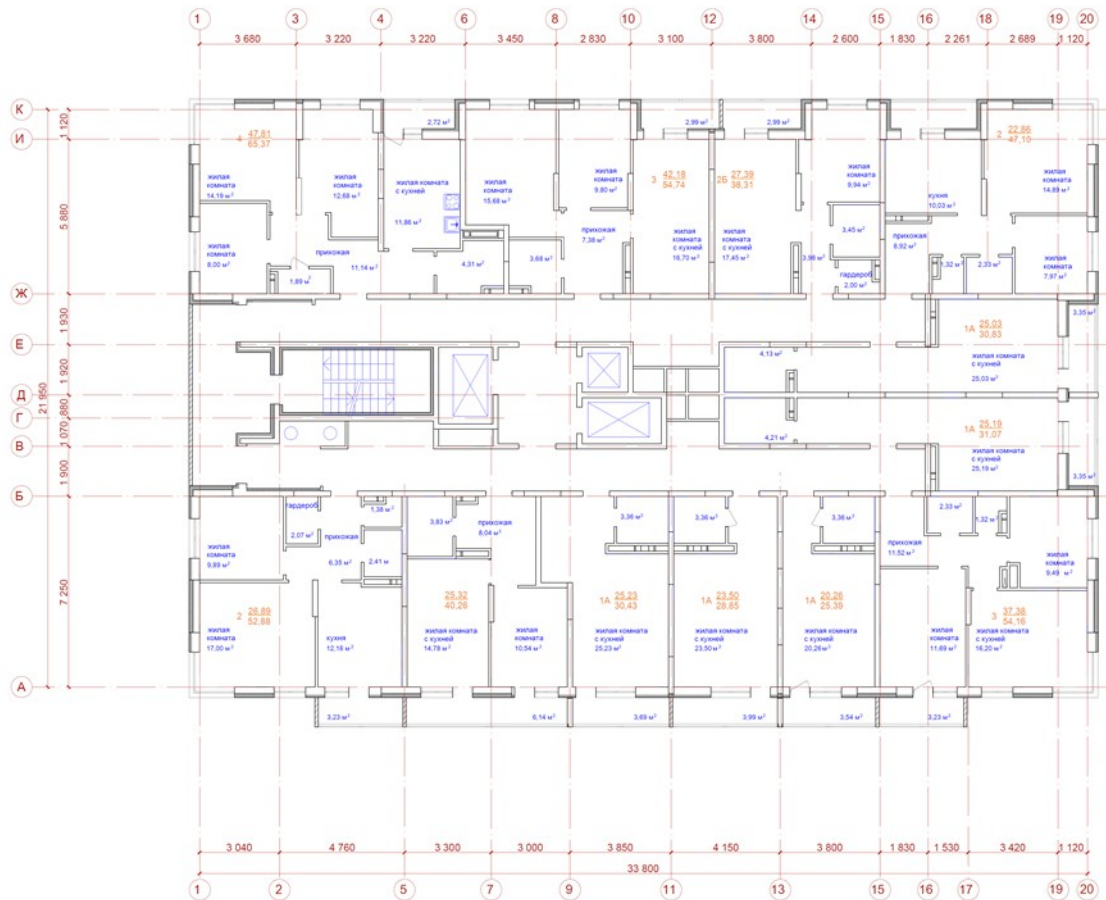 1 3 4 6 8 10 12 14 15 16 18 19 20
3 680 3 220 3 220 3 450 2 830 3 100 3 800 2 600 1 830 2 261 2 689 1 120
К
И
Ж
Е
Д
Г
В
Б
А
1 120
5 880
1 930
1 920
880
1 070
1 900
7 250
21 950
4 47,81
65,37
жилая
комната
14,19 м²
жилая
комната
8,00 м²
жилая
комната
12,68 м²
прихожая
11,14 м²
1,89 м²
2,72 м²
жилая комната
с кухней
11,86 м²
4,31 м²
жилая
комната
15,68 м²
3,68 м²
жилая
комната
9,80 м²
прихожая
7,38 м²
2,99 м²
3 42,18
54,74
жилая
комната
с кухней
16,70 м²
2,99 м²
2Б 27,39
38,31
жилая
комната
с кухней
17,45 м²
3,98 м²
жилая
комната
9,94 м²
3,45 м²
гардероб
2,00 м²
кухня
10,03 м²
прихожая
8,92 м²
1,32 м²
2,33 м²
2 22,86
47,10
жилая
комната
14,89 м²
жилая
комната
7,97 м²
3,35 м²
1А 25,03
30,83
жилая комната
с кухней
25,03 м²
4,13 м²
4,21 м²
1А 25,19
31,07
жилая комната
с кухней
25,19 м²
3,35 м²
гардероб
2,07 м²
1,38 м²
прихожая
6,35 м²
2,41 м
жилая
комната
9,89 м²
2 26,89
52,88
жилая
комната
17,00 м²
кухня
12,16 м²
3,83 м²
прихожая
8,04 м²
25,32
40,26
жилая комната
с кухней
14,78 м²
жилая
комната
10,54 м²
3,36 м²
1А 25,23
30,43
жилая комната
с кухней
25,23 м²
3,36 м²
1А 23,50
28,85
жилая комната
с кухней
23,50 м²
3,36 м²
1А 20,26
25,39
жилая комната
с кухней
20,26 м²
прихожая
11,52 м²
2,33 м²
1,32 м²
жилая
комната
9,49 м²
3 37,38
54,16
жилая
комната
11,69 м²
жилая комната
с кухней
16,20 м²
3,23 м² 6,14 м² 3,69 м² 3,99 м² 3,54 м² 3,23 м²
3 040 4 760 3 300 3 000 3 850 4 150 3 800 1 830 1 530 3 420 1 120
33 800
1 2 5 7 9 11 13 15 16 17 19 20